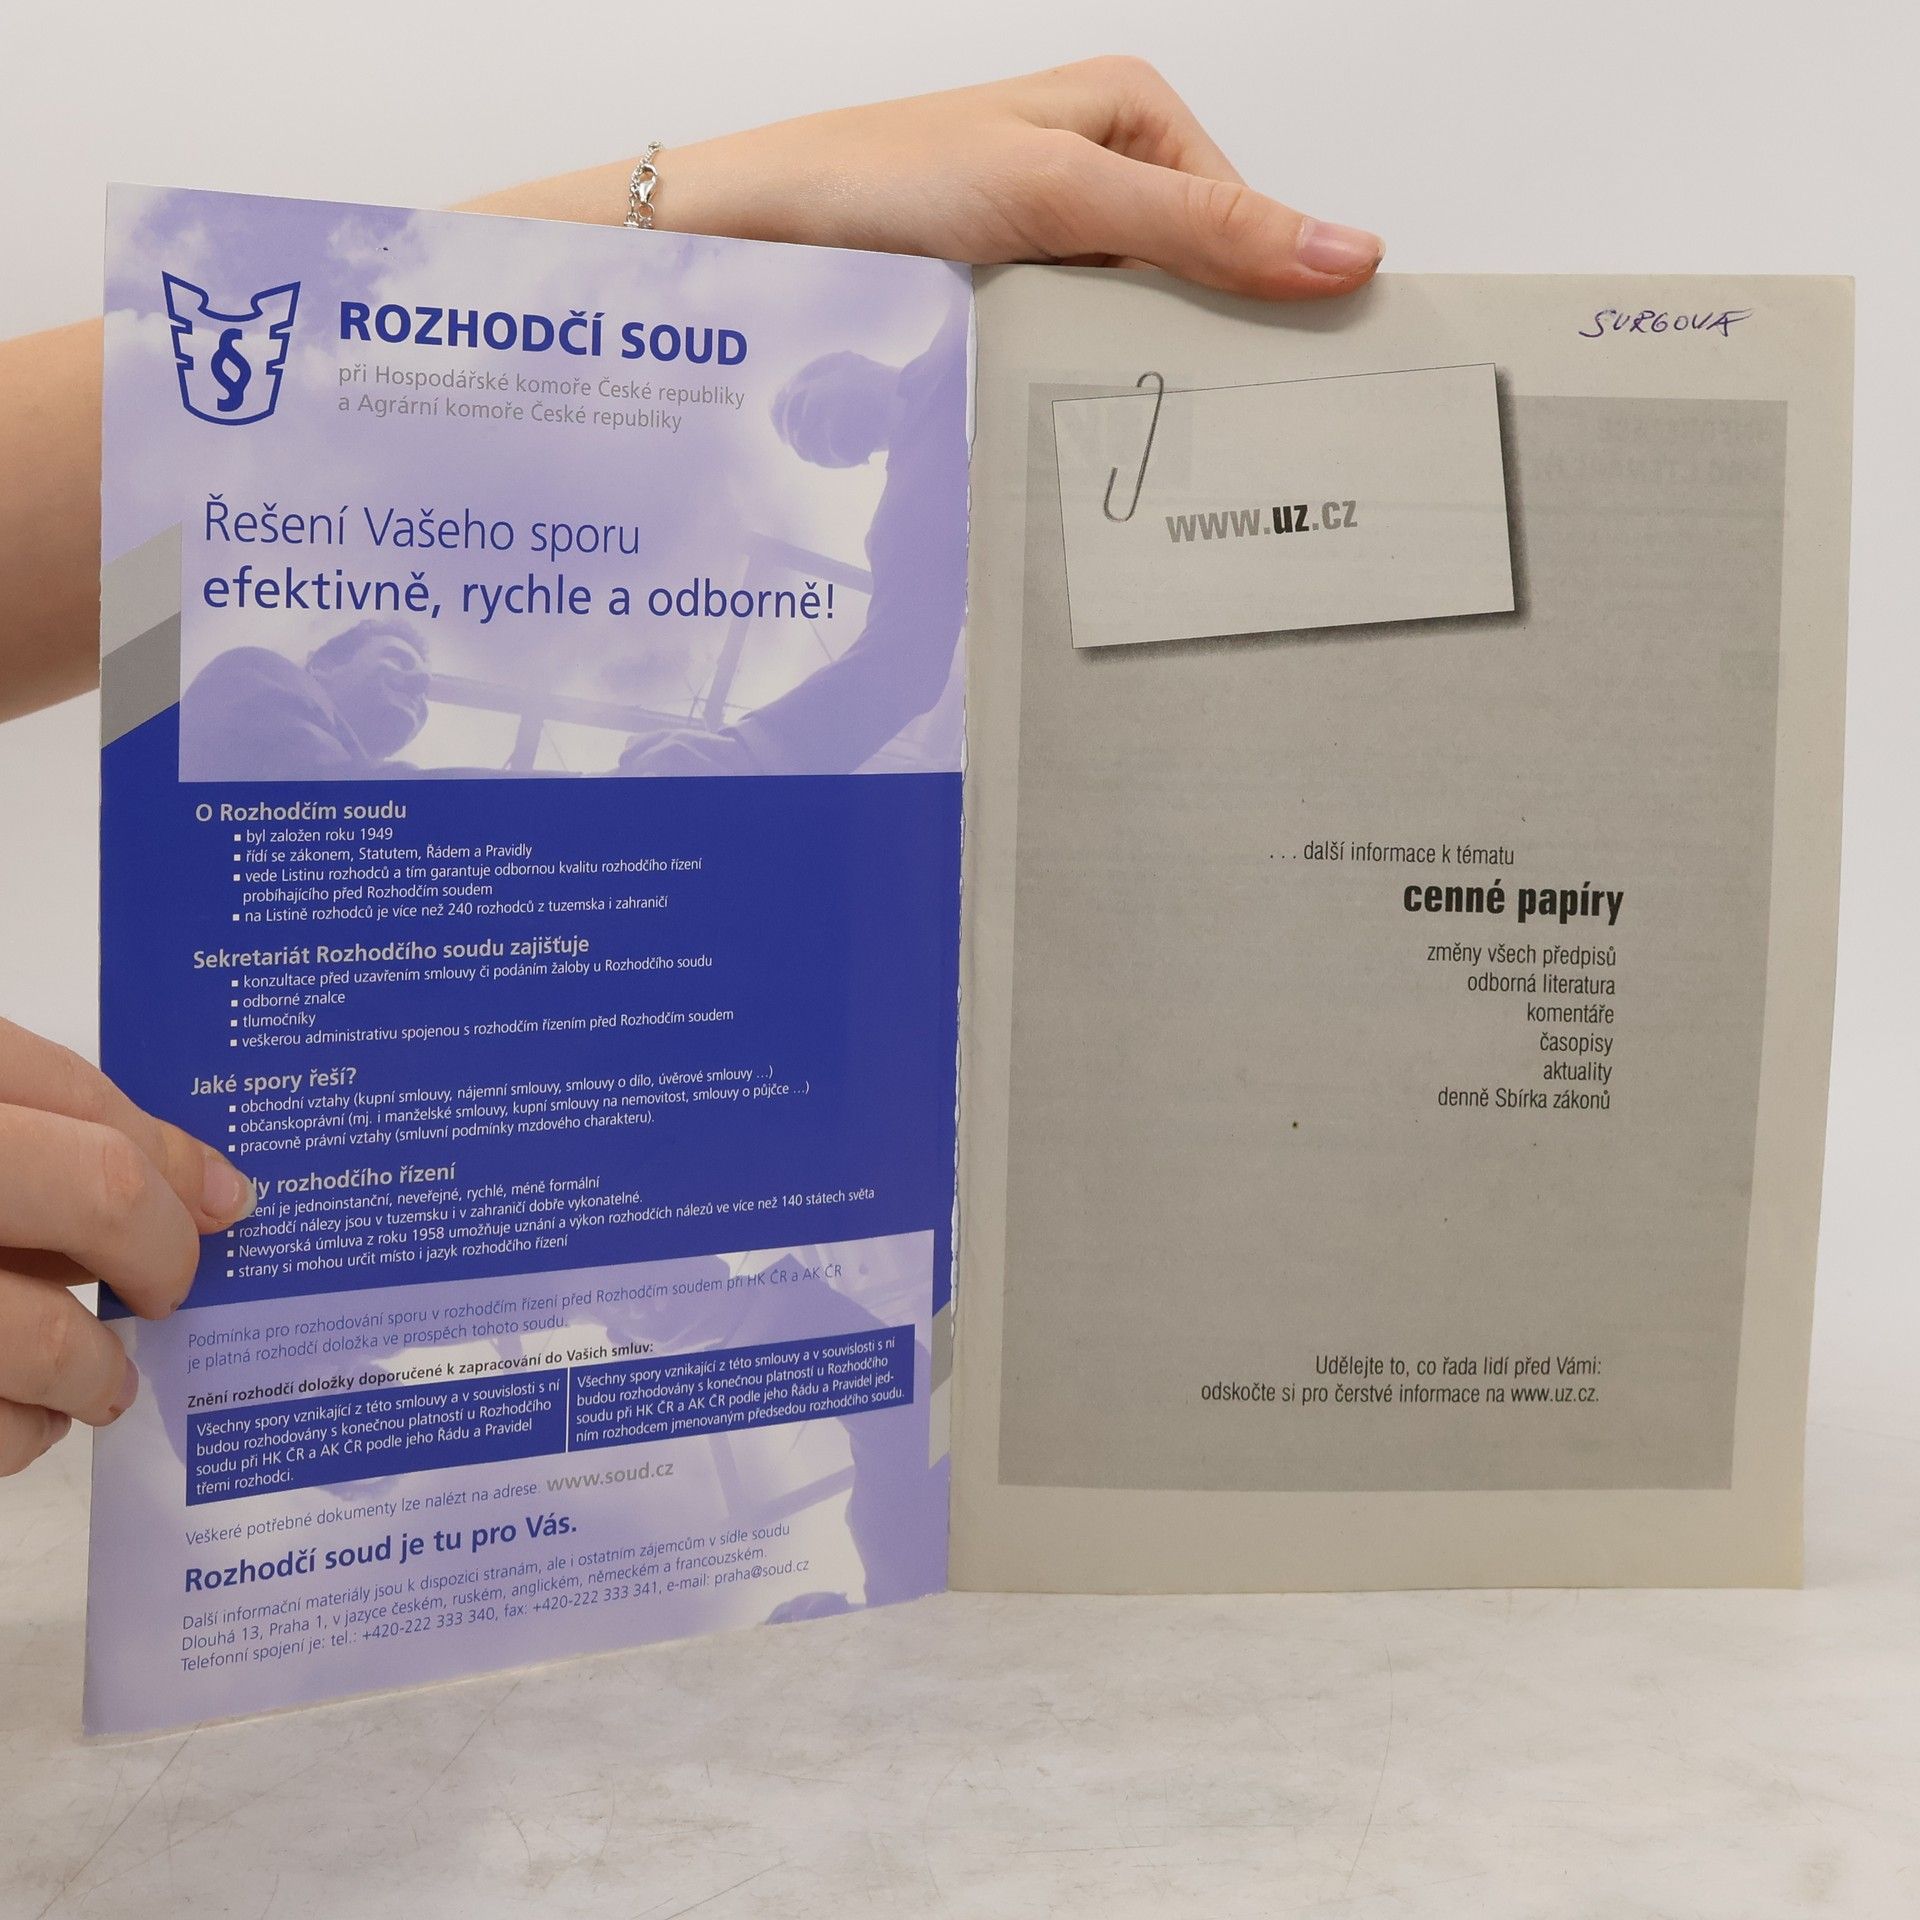 §
ROZHODČÍ SOUD
při Hospodářské komoře České republiky
a Agrární komoře České republiky
Řešení Vašeho sporu
efektivně, rychle a odborně!
O Rozhodčím soudu
▪ byl založen roku 1949
▪ řídí se zákonem, Statutem, Řádem a Pravidly
▪ vede Listinu rozhodců a tím garantuje odbornou kvalitu rozhodčího řízení
probíhajícího před Rozhodčím soudem
▪ na Listině rozhodců je více než 240 rozhodců z tuzemska i zahraničí
Sekretariát Rozhodčího soudu zajišťuje
▪ konzultace před uzavřením smlouvy či podáním žaloby u Rozhodčího soudu
▪ odborné znalce
▪ tlumočníky
▪ veškerou administrativu spojenou s rozhodčím řízením před Rozhodčím soudem
Jaké spory řeší?
▪ obchodní vztahy (kupní smlouvy, nájemní smlouvy, smlouvy o dílo, úvěrové smlouvy ...)
▪ občanskoprávní (mj. i manželské smlouvy, kupní smlouvy na nemovitost, smlouvy o půjčce ...)
▪ pracovně právní vztahy (smluvní podmínky mzdového charakteru).
rozhodčího řízení
je jednoinstanční, neveřejné, rychlé, méně formální
▪ rozhodčí nálezy jsou v tuzemsku i v zahraničí dobře vykonatelné.
▪ Newyorská úmluva z roku 1958 umožňuje uznání a výkon rozhodčích nálezů ve více než 140 státech světa
▪ strany si mohou určit místo i jazyk rozhodčího řízení
Podmínka pro rozhodování sporu v rozhodčím řízení před Rozhodčím soudem při HK ČR a AK ČR
je platná rozhodčí doložka ve prospěch tohoto soudu.
Znění rozhodčí doložky doporučené k zapracování do Vašich smluv:
Všechny spory vznikající z této smlouvy a v souvislosti s ní
budou rozhodovány s konečnou platností u Rozhodčího
soudu při HK ČR a AK ČR podle jeho Řádu a Pravidel
třemi rozhodci.
Všechny spory vznikající z této smlouvy a v souvislosti s ní
budou rozhodovány s konečnou platností u Rozhodčího
soudu při HK ČR a AK ČR podle jeho Řádu a Pravidel jed-
ním rozhodcem jmenovaným předsedou rozhodčího soudu.
Veškeré potřebné dokumenty lze nalézt na adrese www.soud.cz
Rozhodčí soud je tu pro Vás.
Další informační materiály jsou k dispozici stranám, ale i ostatním zájemcům v sídle soudu
Dlouhá 13, Praha 1, v jazyce českém, ruském, anglickém, německém a francouzském.
Telefonní spojení je: tel.: +420-222 333 340, fax: +420-222 333 341, e-mail: praha@soud.cz
SURGOVA
www.uz.cz
. . . další informace k tématu
cenné papíry
změny všech předpisů
odborná literatura
komentáře
časopisy
aktuality
denně Sbírka zákonů
Udělejte to, co řada lidí před Vámi:
odskočte si pro čerstvé informace na www.uz.cz.